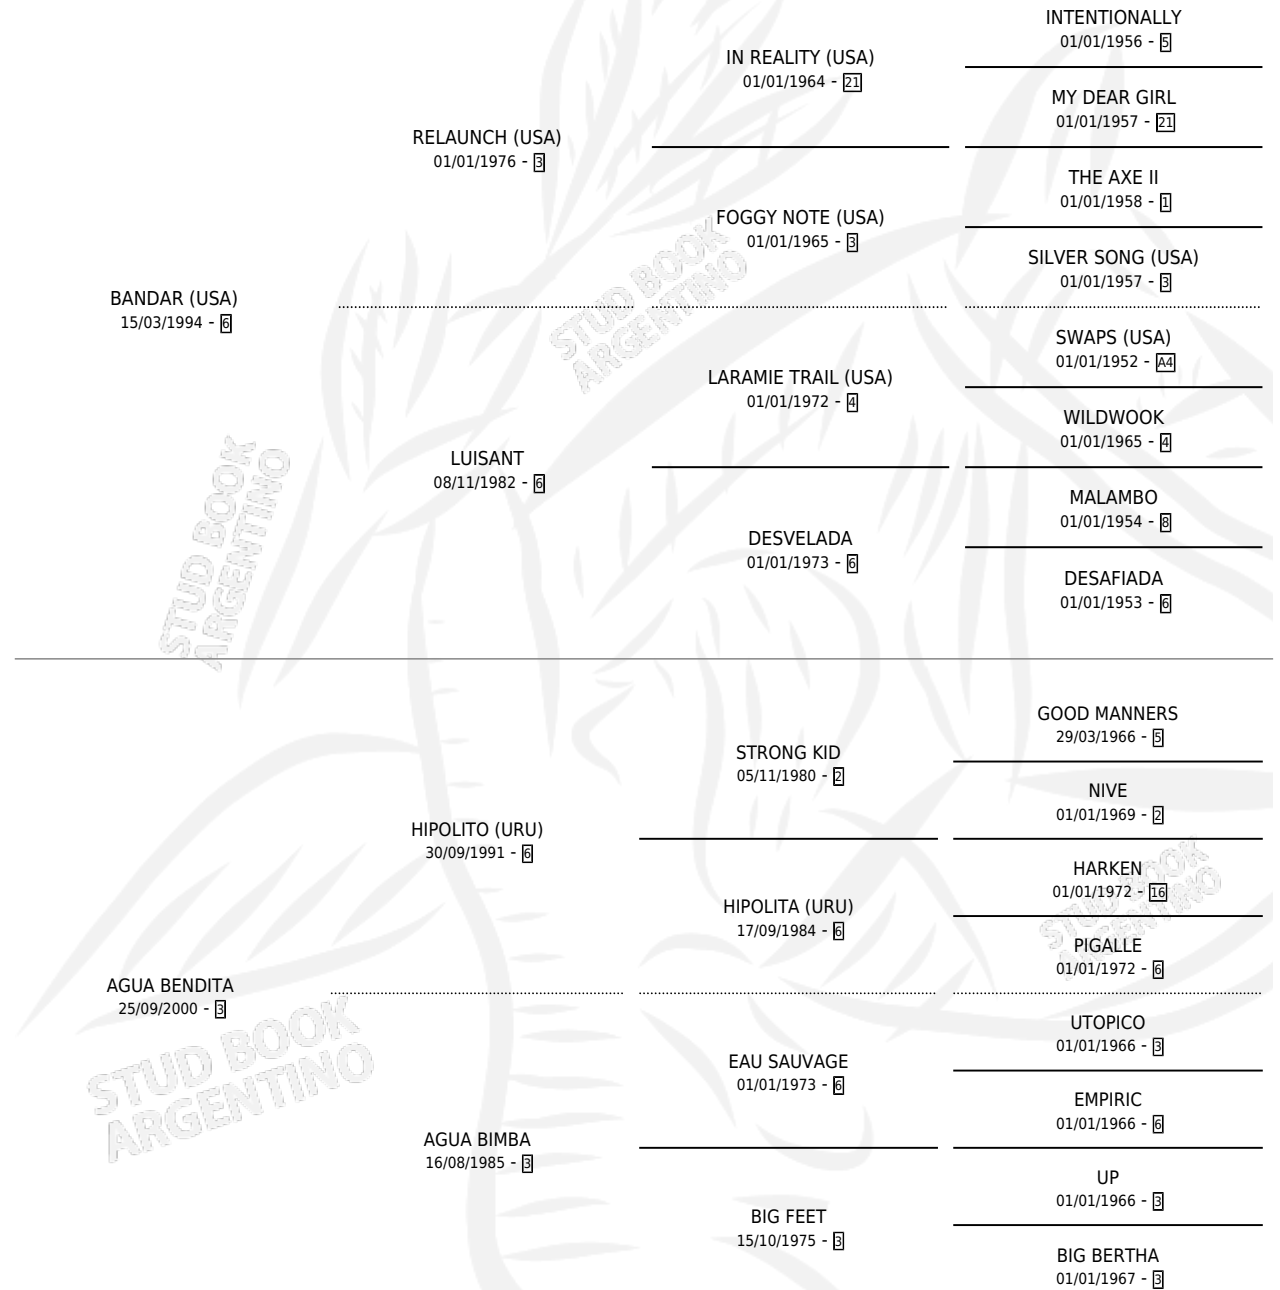 INTENTIONALLY
01/01/1956 - 5
IN REALITY (USA)
01/01/1964 - 21
MY DEAR GIRL
01/01/1957 - 21
RELAUNCH (USA)
01/01/1976 - 3
THE AXE II
01/01/1958 - 1
FOGGY NOTE (USA)
01/01/1965 - 3
SILVER SONG (USA)
01/01/1957 - 3
BANDAR (USA)
15/03/1994 - 6
SWAPS (USA)
01/01/1952 - A4
LARAMIE TRAIL (USA)
01/01/1972 - 4
WILDWOOK
01/01/1965 - 4
LUISANT
08/11/1982 - 6
MALAMBO
01/01/1954 - 8
DESVELADA
01/01/1973 - 6
DESAFIADA
01/01/1953 - 6
GOOD MANNERS
29/03/1966 - 5
STRONG KID
05/11/1980 - 2
NIVE
01/01/1969 - 2
HIPOLITO (URU)
30/09/1991 - 6
HARKEN
01/01/1972 - 16
HIPOLITA (URU)
17/09/1984 - 6
PIGALLE
01/01/1972 - 6
AGUA BENDITA
25/09/2000 - 3
UTOPICO
01/01/1966 - 3
EAU SAUVAGE
01/01/1973 - 6
EMPIRIC
01/01/1966 - 6
AGUA BIMBA
16/08/1985 - 3
UP
01/01/1966 - 3
BIG FEET
15/10/1975 - 3
BIG BERTHA
01/01/1967 - 3
STUD BOOK
ARGENTINO
STUD BOOK
ARGENTINO
STUD BOOK
ARGENTINO
STUD BOOK
ARGENTINO